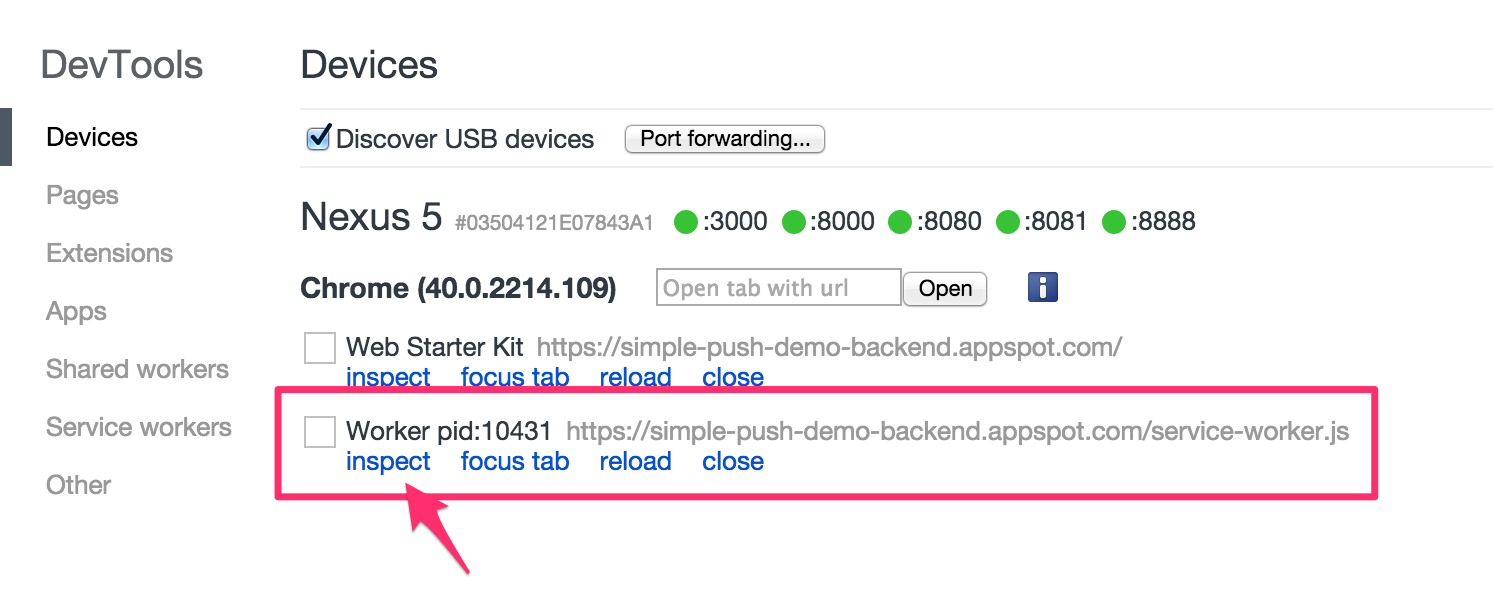 DevTools
Devices
Pages
Extensions
Apps
Shared workers
Service workers
Other
Devices
Discover USB devices Port forwarding...
Nexus 5 #03504121E07843A1 :3000 :8000 :8080 :8081 :8888
Chrome (40.0.2214.109) Open tab with url Open i
Web Starter Kit https://simple-push-demo-backend.appspot.com/
inspect focus tab reload close
Worker pid:10431 https://simple-push-demo-backend.appspot.com/service-worker.js
inspect focus tab reload close